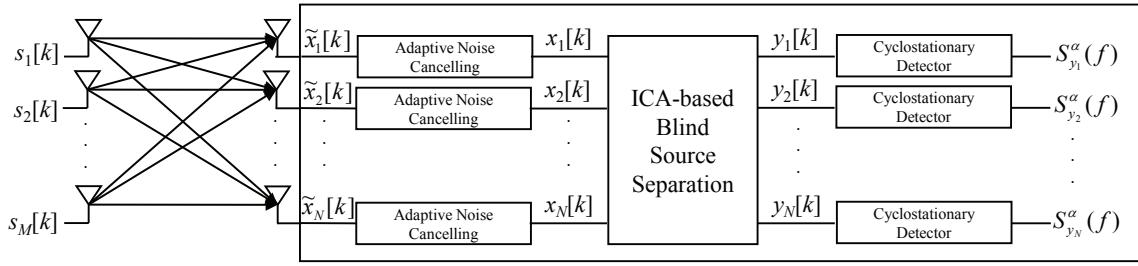 s₁[k] x̃₁[k] Adaptive Noise Cancelling x₁[k] y₁[k] Cyclostationary Detector S^α_{y₁}(f)
s₂[k] x̃₂[k] Adaptive Noise Cancelling x₂[k] y₂[k] Cyclostationary Detector S^α_{y₂}(f)
ICA-based
Blind
Source
Separation
s_M[k] x̃_N[k] Adaptive Noise Cancelling x_N[k] y_N[k] Cyclostationary Detector S^α_{y_N}(f)